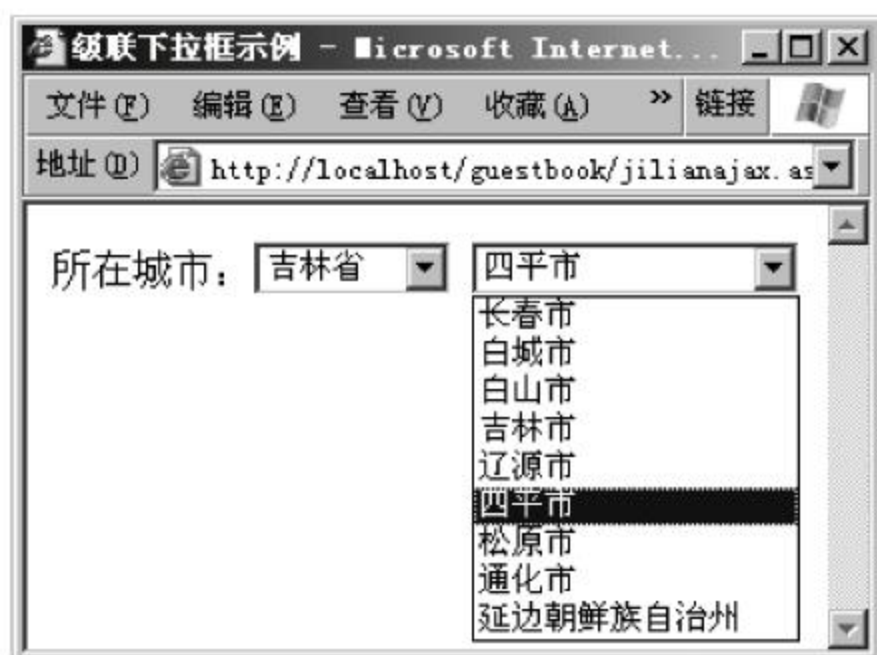 级联下拉框示例 - Microsoft Internet...
文件(F) 编辑(E) 查看(V) 收藏(A) » 链接
地址(D) http://localhost/guestbook/jilianajax.as
所在城市: 吉林省 四平市
长春市
白城市
白山市
吉林市
辽源市
四平市
松原市
通化市
延边朝鲜族自治州